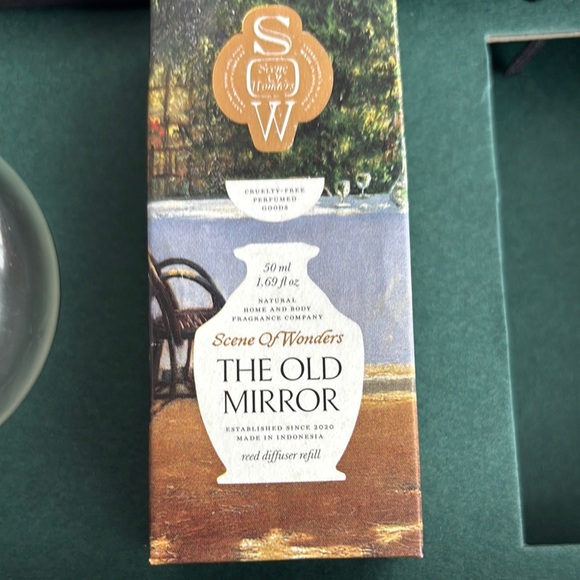 S
O
W
Scene
Of
Wonders
CRUELTY-FREE
PERFUMED
GOODS
50 ml
1,69 fl oz
NATURAL
HOME AND BODY
FRAGRANCE COMPANY
Scene Of Wonders
THE OLD
MIRROR
ESTABLISHED SINCE 2020
MADE IN INDONESIA
reed diffuser refill